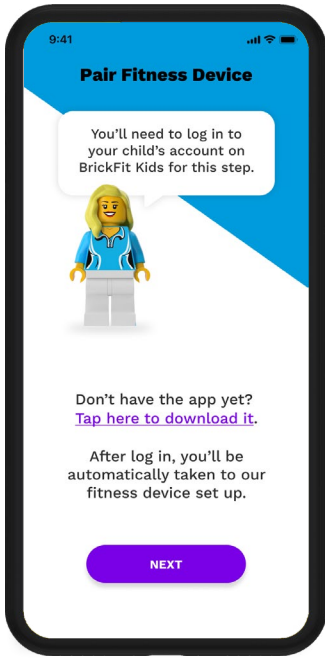 9:41
Pair Fitness Device
You’ll need to log in to
your child’s account on
BrickFit Kids for this step.
Don’t have the app yet?
Tap here to download it.
After log in, you’ll be
automatically taken to our
fitness device set up.
NEXT